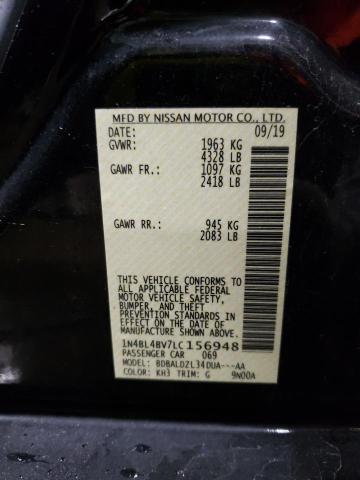 MFD BY NISSAN MOTOR CO., LTD.
DATE: 09/19
GVWR: 1963 KG
4328 LB
GAWR FR: 1097 KG
2418 LB
GAWR RR.: 945 KG
2083 LB
THIS VEHICLE CONFORMS TO
ALL APPLICABLE FEDERAL
MOTOR VEHICLE SAFETY,
BUMPER, AND THEFT
PREVENTION STANDARDS IN
EFFECT ON THE DATE OF
MANUFACTURE SHOWN ABOVE.
1N4BL4BV7LC156948
PASSENGER CAR 069
MODEL: BDBALDZL34DUA---AA
COLOR: KH3 TRIM: G 9N00A